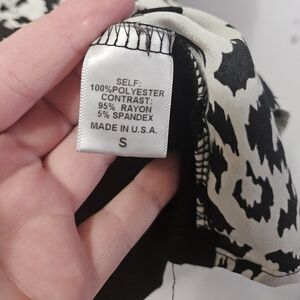 SELF:
100%POLYESTER
CONTRAST:
95% RAYON
5% SPANDEX
MADE IN U.S.A.
S